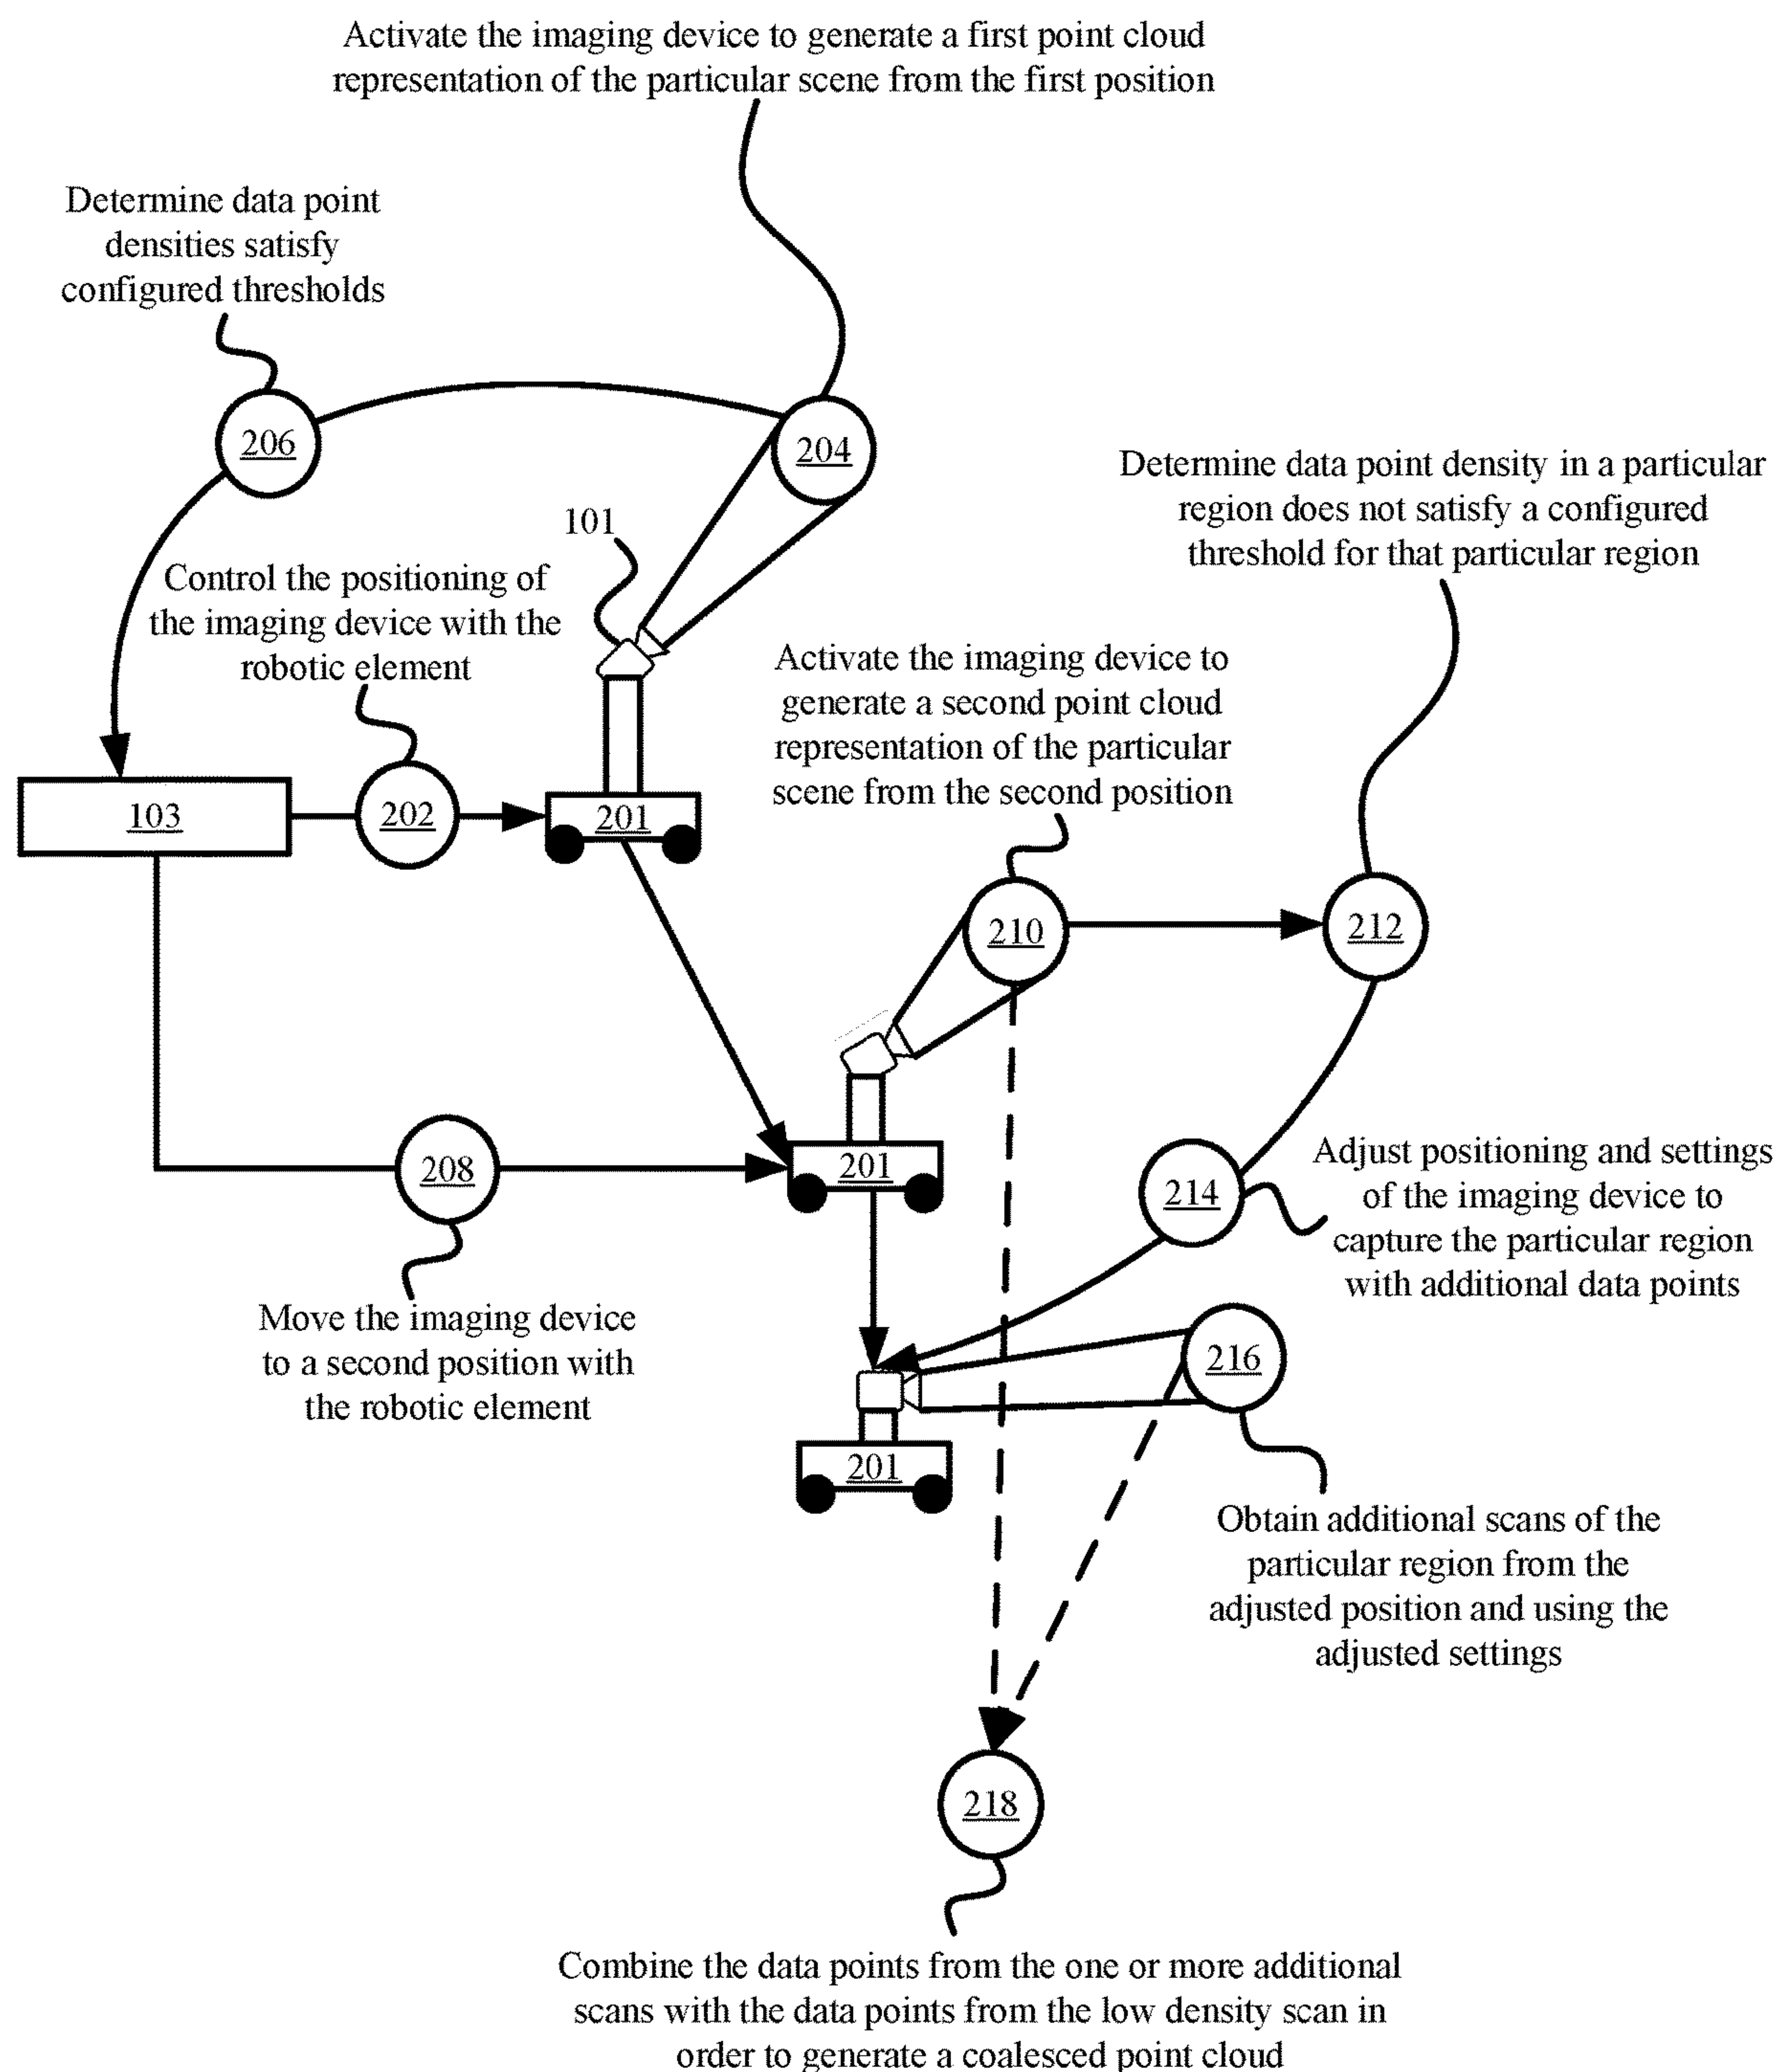 Activate the imaging device to generate a first point cloud
representation of the particular scene from the first position
Determine data point
densities satisfy
configured thresholds
206
204
Determine data point density in a particular
region does not satisfy a configured
threshold for that particular region
101
Control the positioning of
the imaging device with the
robotic element
Activate the imaging device to
generate a second point cloud
representation of the particular
scene from the second position
103
202
201
210
212
208
201
214
Adjust positioning and settings
of the imaging device to
capture the particular region
with additional data points
Move the imaging device
to a second position with
the robotic element
216
201
Obtain additional scans of the
particular region from the
adjusted position and using the
adjusted settings
218
Combine the data points from the one or more additional
scans with the data points from the low density scan in
order to generate a coalesced point cloud